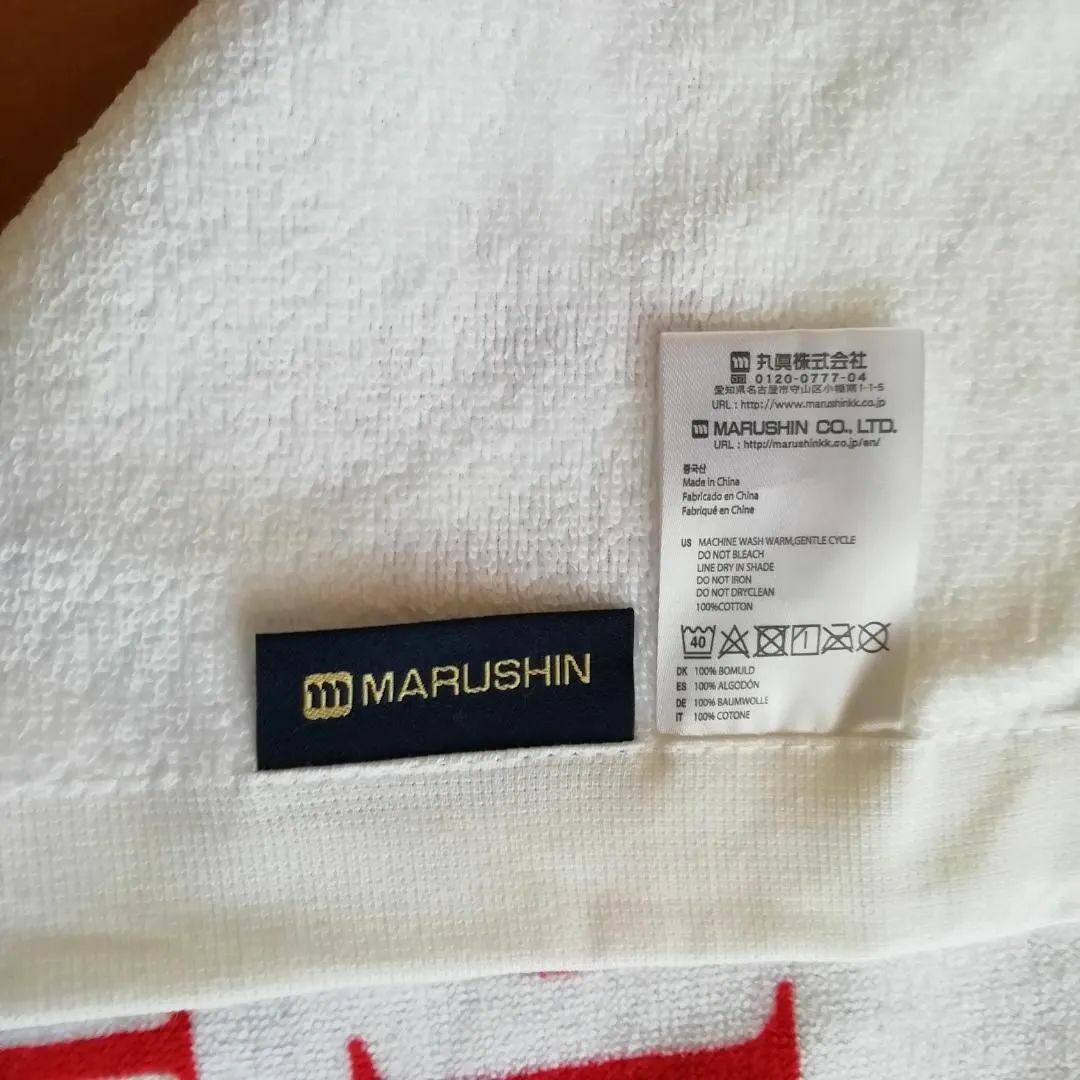 丸眞株式会社
0120-0777-04
愛知県名古屋市守山区小幡南1-1-5
URL : http://www.marushinkk.co.jp
MARUSHIN CO., LTD.
URL : http://marushinkk.co.jp/en/
중국산
Made in China
Fabricado en China
Fabriqué en Chine
US MACHINE WASH WARM,GENTLE CYCLE
DO NOT BLEACH
LINE DRY IN SHADE
DO NOT IRON
DO NOT DRYCLEAN
100%COTTON
40
DK 100% BOMULD
ES 100% ALGODÓN
DE 100% BAUMWOLLE
IT 100% COTONE
MARUSHIN